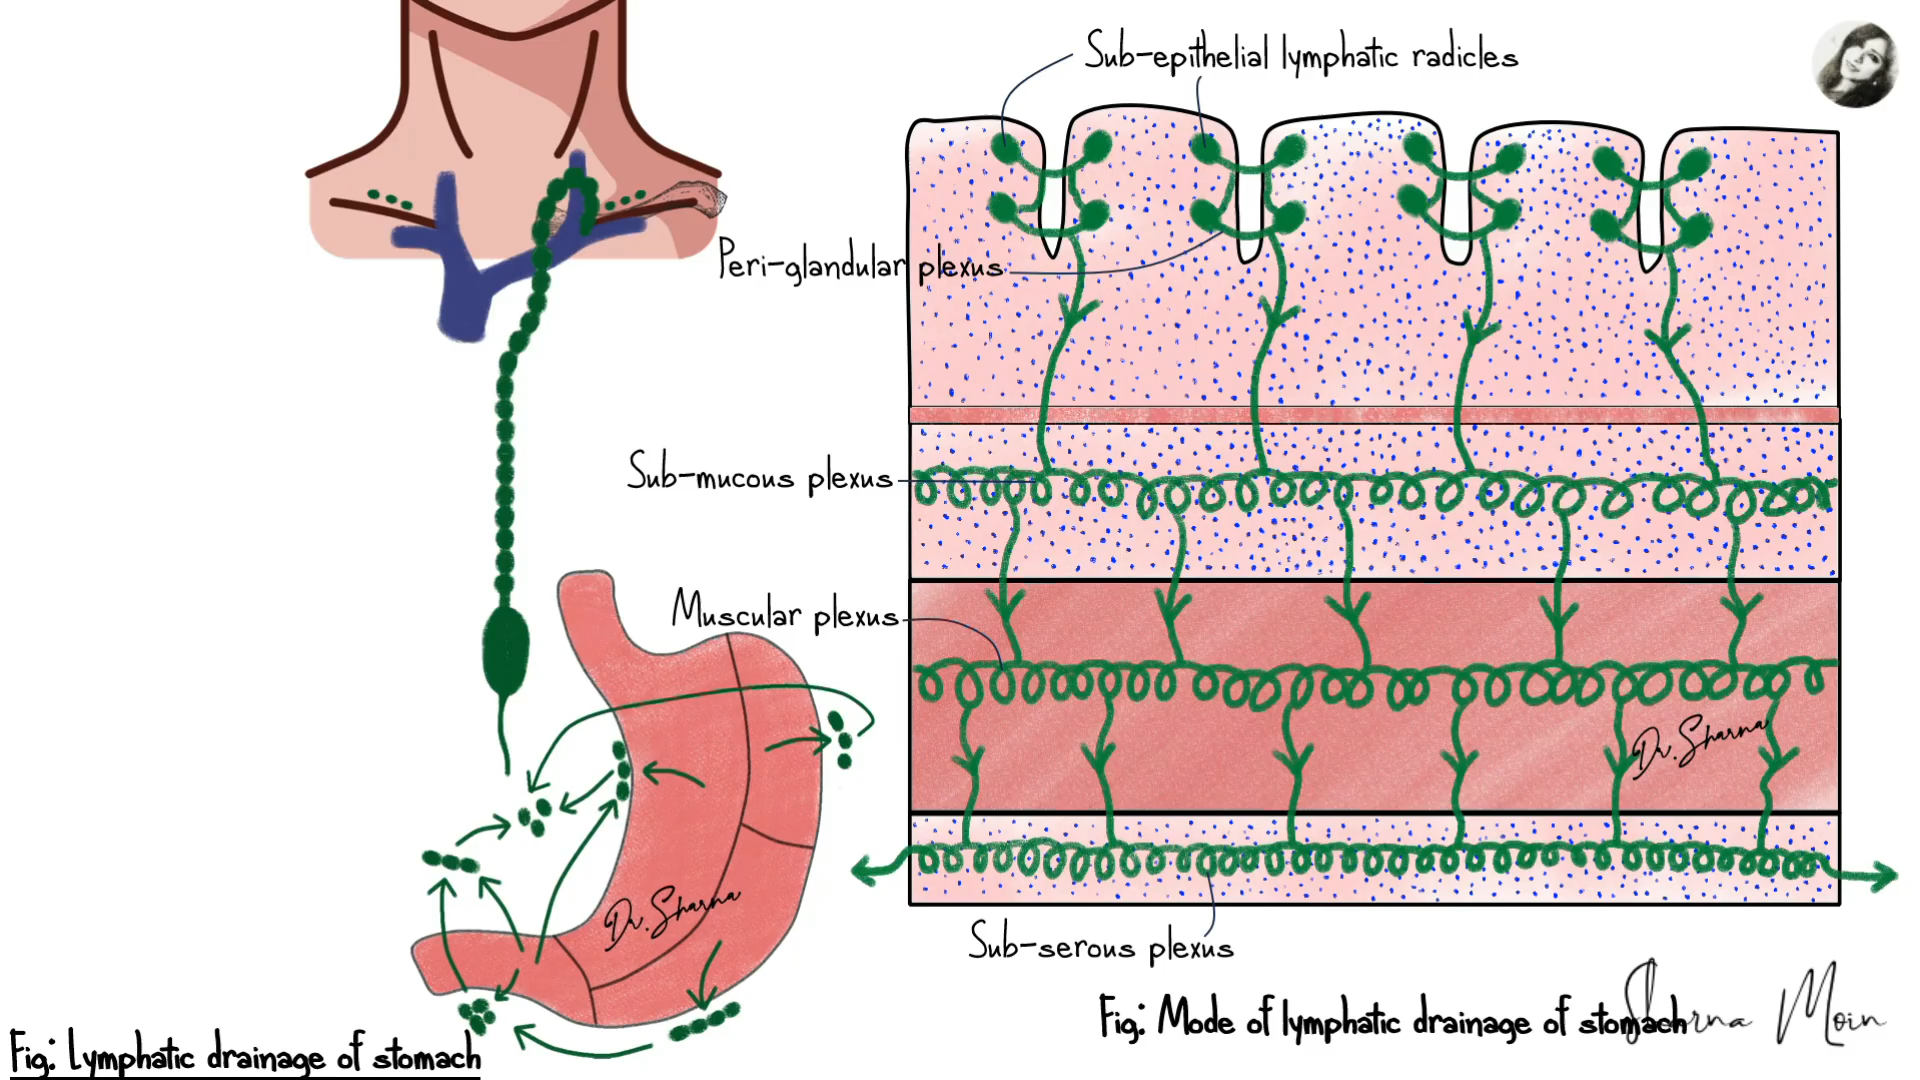 Sub-epithelial lymphatic radicles
Peri-glandular plexus
Sub-mucous plexus
Muscular plexus
Dr. Sharna
Dr. Sharna
Sub-serous plexus
Fig: Mode of lymphatic drainage of stomach
Sharna Moin
Fig: Lymphatic drainage of stomach